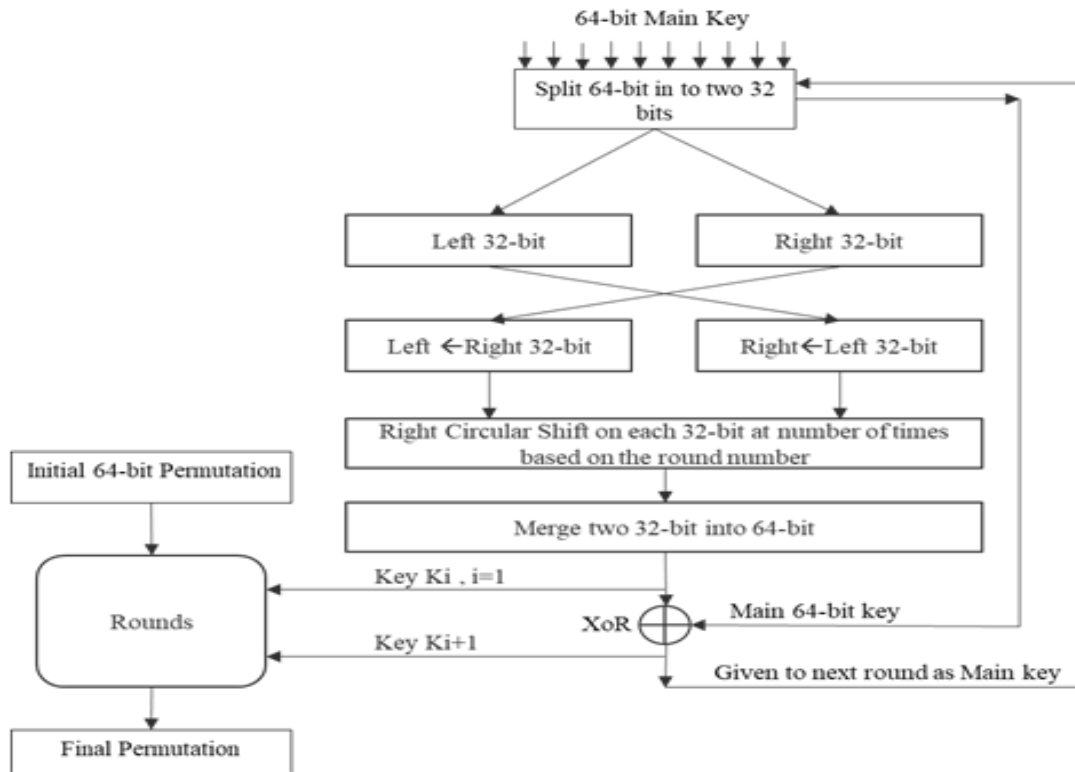 64-bit Main Key
Split 64-bit in to two 32
bits
Left 32-bit
Right 32-bit
Left ←Right 32-bit
Right←Left 32-bit
Right Circular Shift on each 32-bit at number of times
based on the round number
Initial 64-bit Permutation
Merge two 32-bit into 64-bit
Key Ki , i=1
Rounds
XoR
Main 64-bit key
Key Ki+1
Given to next round as Main key
Final Permutation